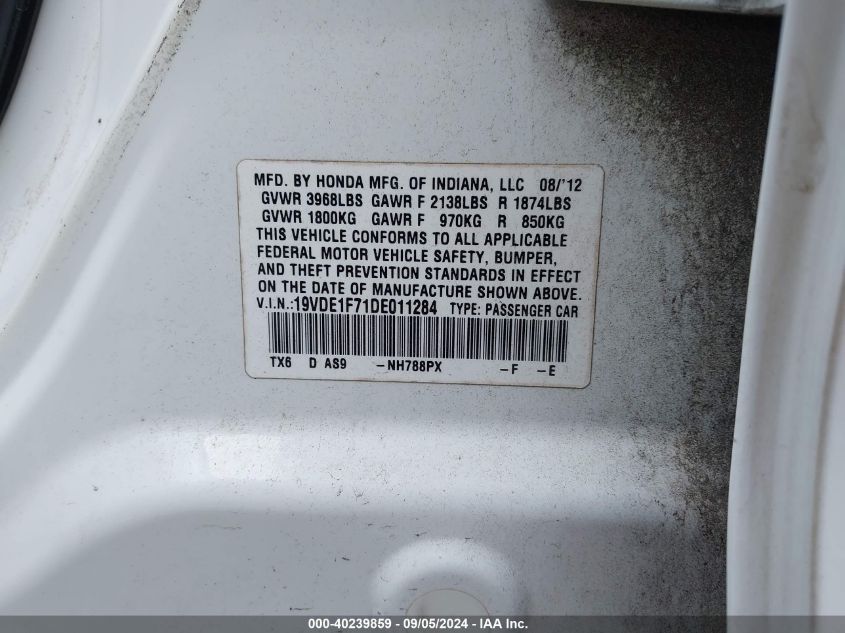 MFD. BY HONDA MFG. OF INDIANA, LLC 08/'12
GVWR 3968LBS GAWR F 2138LBS R 1874LBS
GVWR 1800KG GAWR F 970KG R 850KG
THIS VEHICLE CONFORMS TO ALL APPLICABLE
FEDERAL MOTOR VEHICLE SAFETY, BUMPER,
AND THEFT PREVENTION STANDARDS IN EFFECT
ON THE DATE OF MANUFACTURE SHOWN ABOVE.
V.I.N.:19VDE1F71DE011284 TYPE: PASSENGER CAR
TX6 D AS9 -NH788PX -F -E
000-40239859 - 09/05/2024 - IAA Inc.